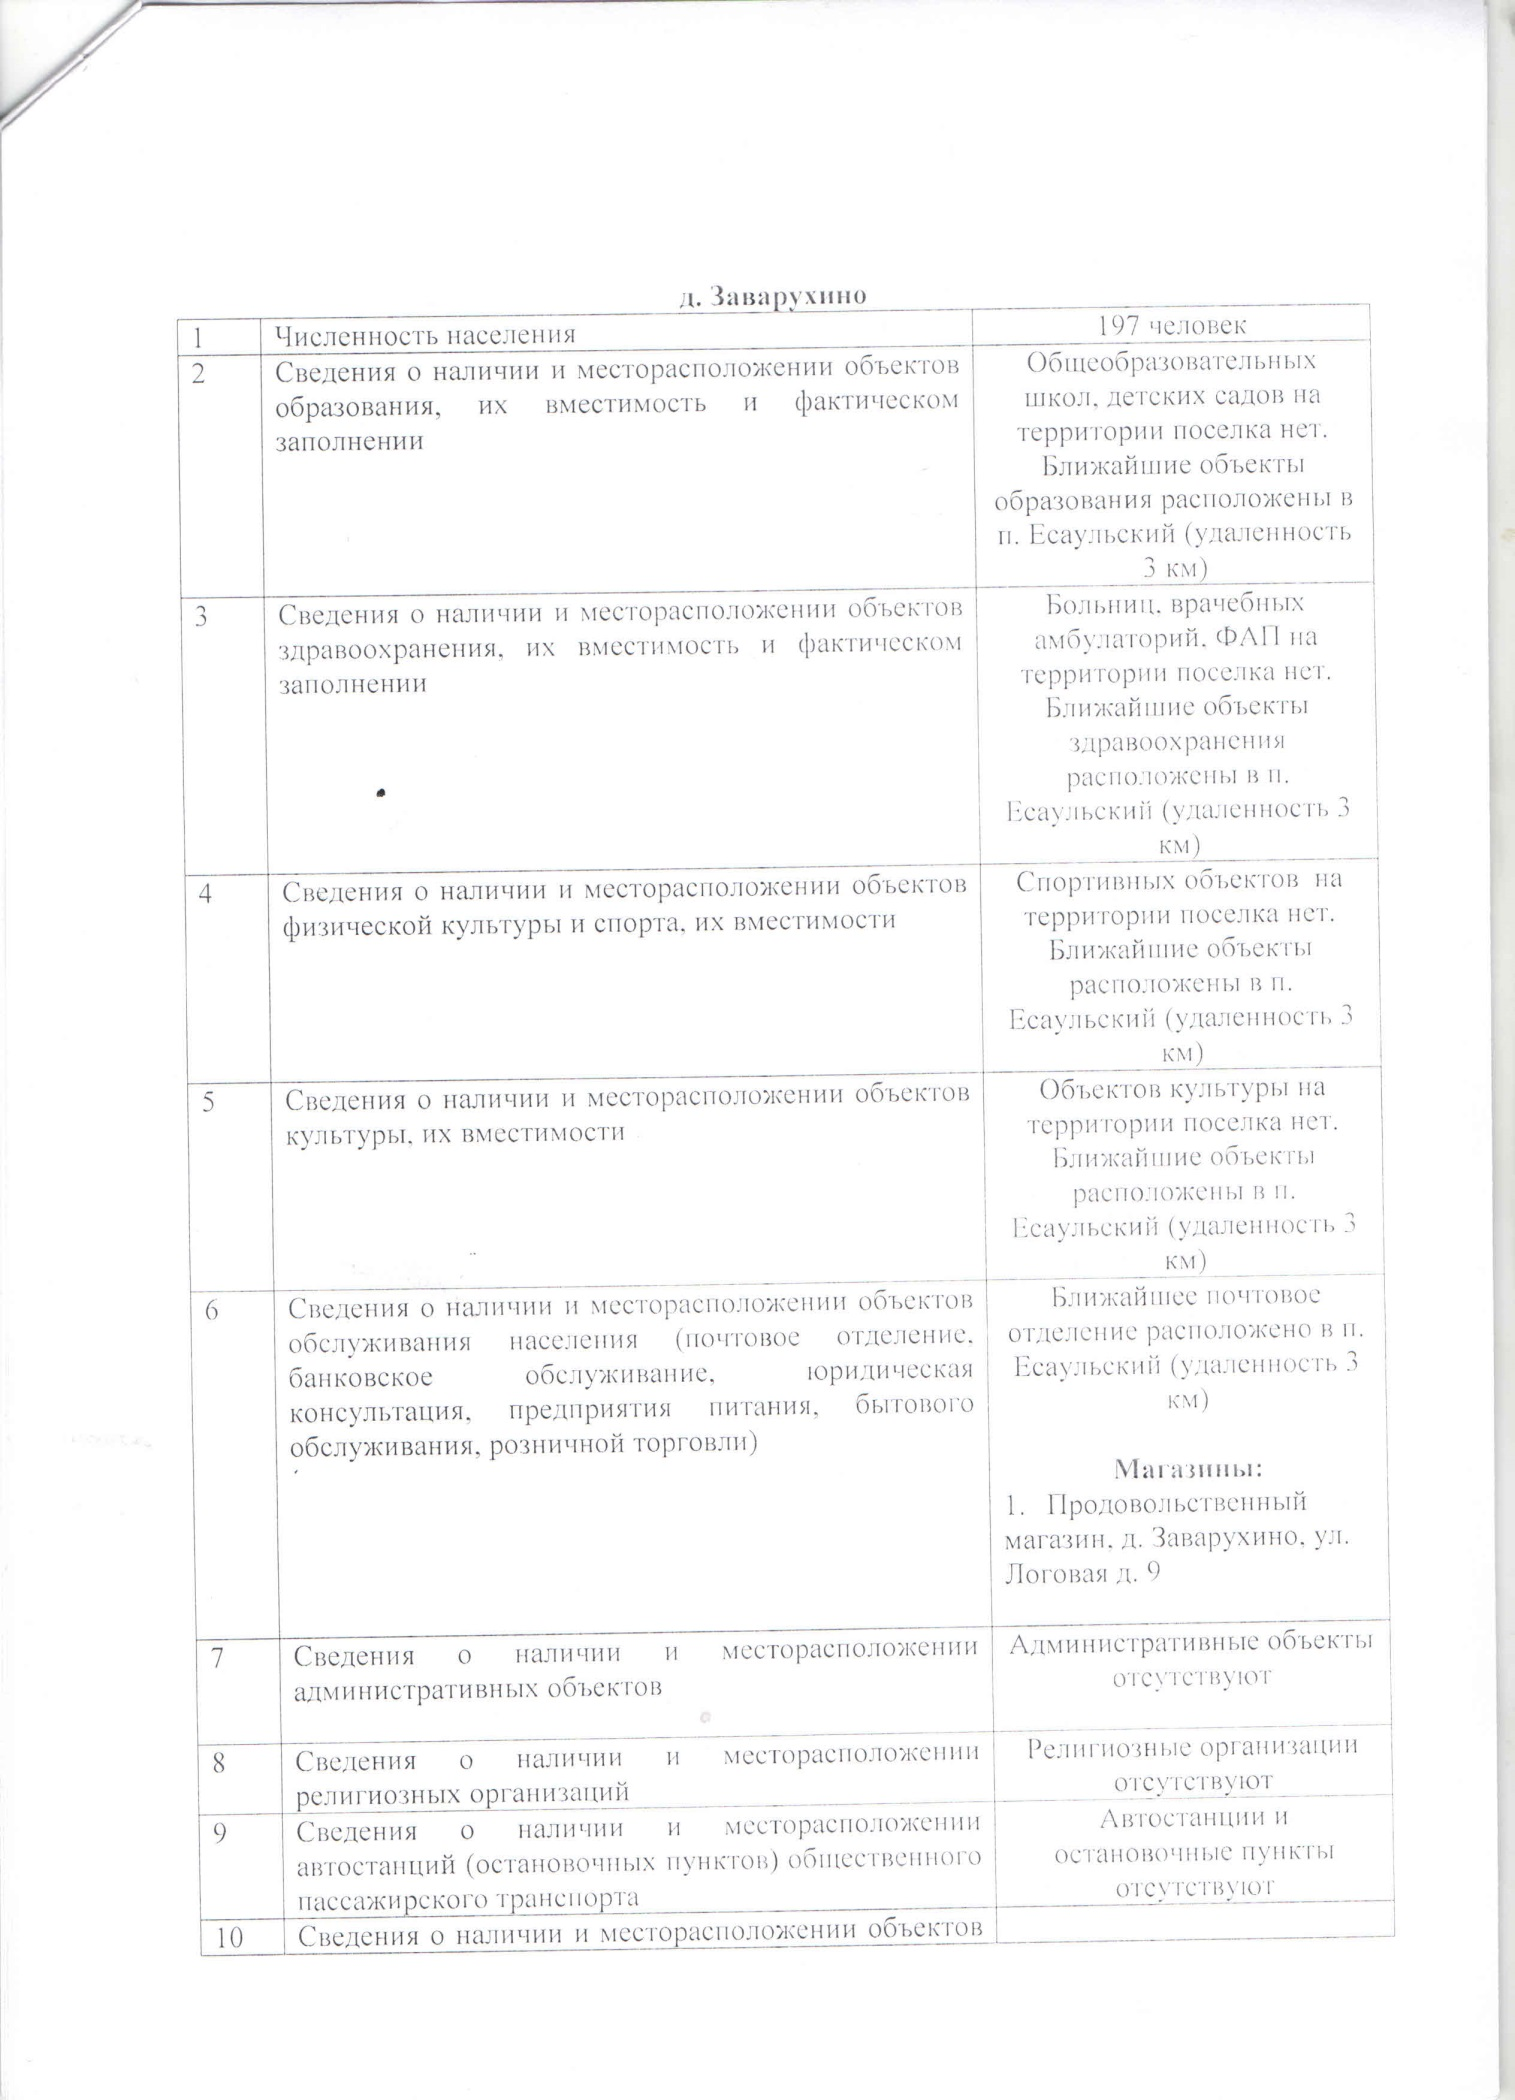 д. Заварухино
1 Численность населения 197 человек
2 Сведения о наличии и месторасположении объектов
образования, их вместимость и фактическом
заполнении
Общеобразовательных
школ, детских садов на
территории поселка нет.
Ближайшие объекты
образования расположены в
п. Есаульский (удаленность
3 км)
3 Сведения о наличии и месторасположении объектов
здравоохранения, их вместимость и фактическом
заполнении
Больниц, врачебных
амбулаторий, ФАП на
территории поселка нет.
Ближайшие объекты
здравоохранения
расположены в п.
Есаульский (удаленность 3
км)
4 Сведения о наличии и месторасположении объектов
физической культуры и спорта, их вместимости
Спортивных объектов на
территории поселка нет.
Ближайшие объекты
расположены в п.
Есаульский (удаленность 3
км)
5 Сведения о наличии и месторасположении объектов
культуры, их вместимости
Объектов культуры на
территории поселка нет.
Ближайшие объекты
расположены в п.
Есаульский (удаленность 3
км)
6 Сведения о наличии и месторасположении объектов
обслуживания населения (почтовое отделение,
банковское обслуживание, юридическая
консультация, предприятия питания, бытового
обслуживания, розничной торговли)
Ближайшее почтовое
отделение расположено в п.
Есаульский (удаленность 3
км)
Магазины:
1. Продовольственный
магазин, д. Заварухино, ул.
Логовая д. 9
7 Сведения о наличии и месторасположении
административных объектов
Административные объекты
отсутствуют
8 Сведения о наличии и месторасположении
религиозных организаций
Религиозные организации
отсутствуют
9 Сведения о наличии и месторасположении
автостанций (остановочных пунктов) общественного
пассажирского транспорта
Автостанции и
остановочные пункты
отсутствуют
10 Сведения о наличии и месторасположении объектов